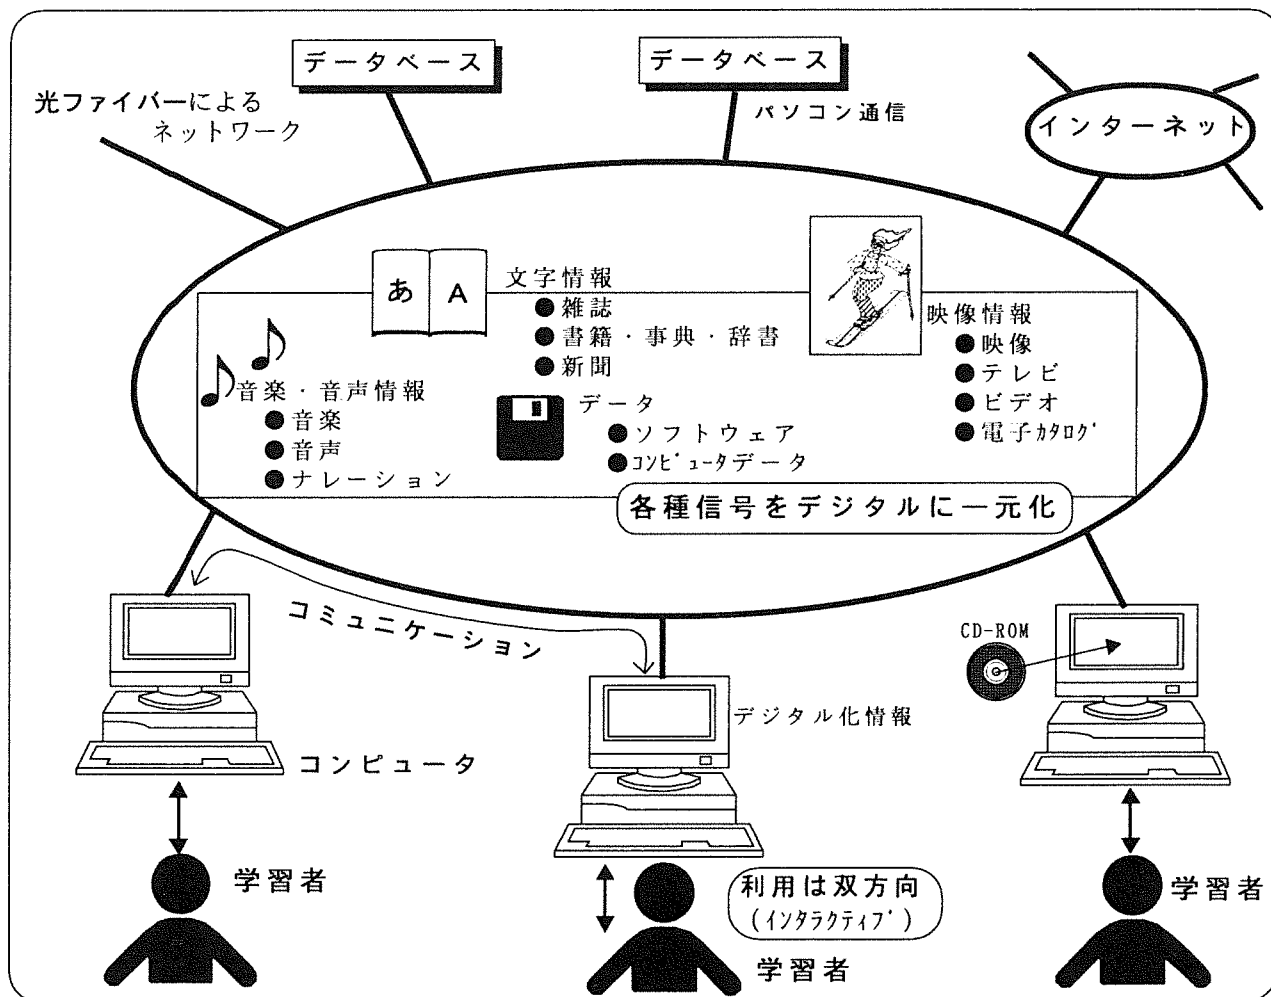 データベース
データベース
光ファイバーによる
ネットワーク
パソコン通信
インターネット
あ A
文字情報
●雑誌
●書籍・事典・辞書
●新聞
映像情報
●映像
●テレビ
●ビデオ
●電子ｶﾀﾛｸﾞ
音楽・音声情報
●音楽
●音声
●ナレーション
データ
●ソフトウェア
●ｺﾝﾋﾟｭｰﾀデータ
各種信号をデジタルに一元化
コミュニケーション
CD-ROM
デジタル化情報
コンピュータ
学習者
利用は双方向
(ｲﾝﾀﾗｸﾃｨﾌﾞ)
学習者
学習者